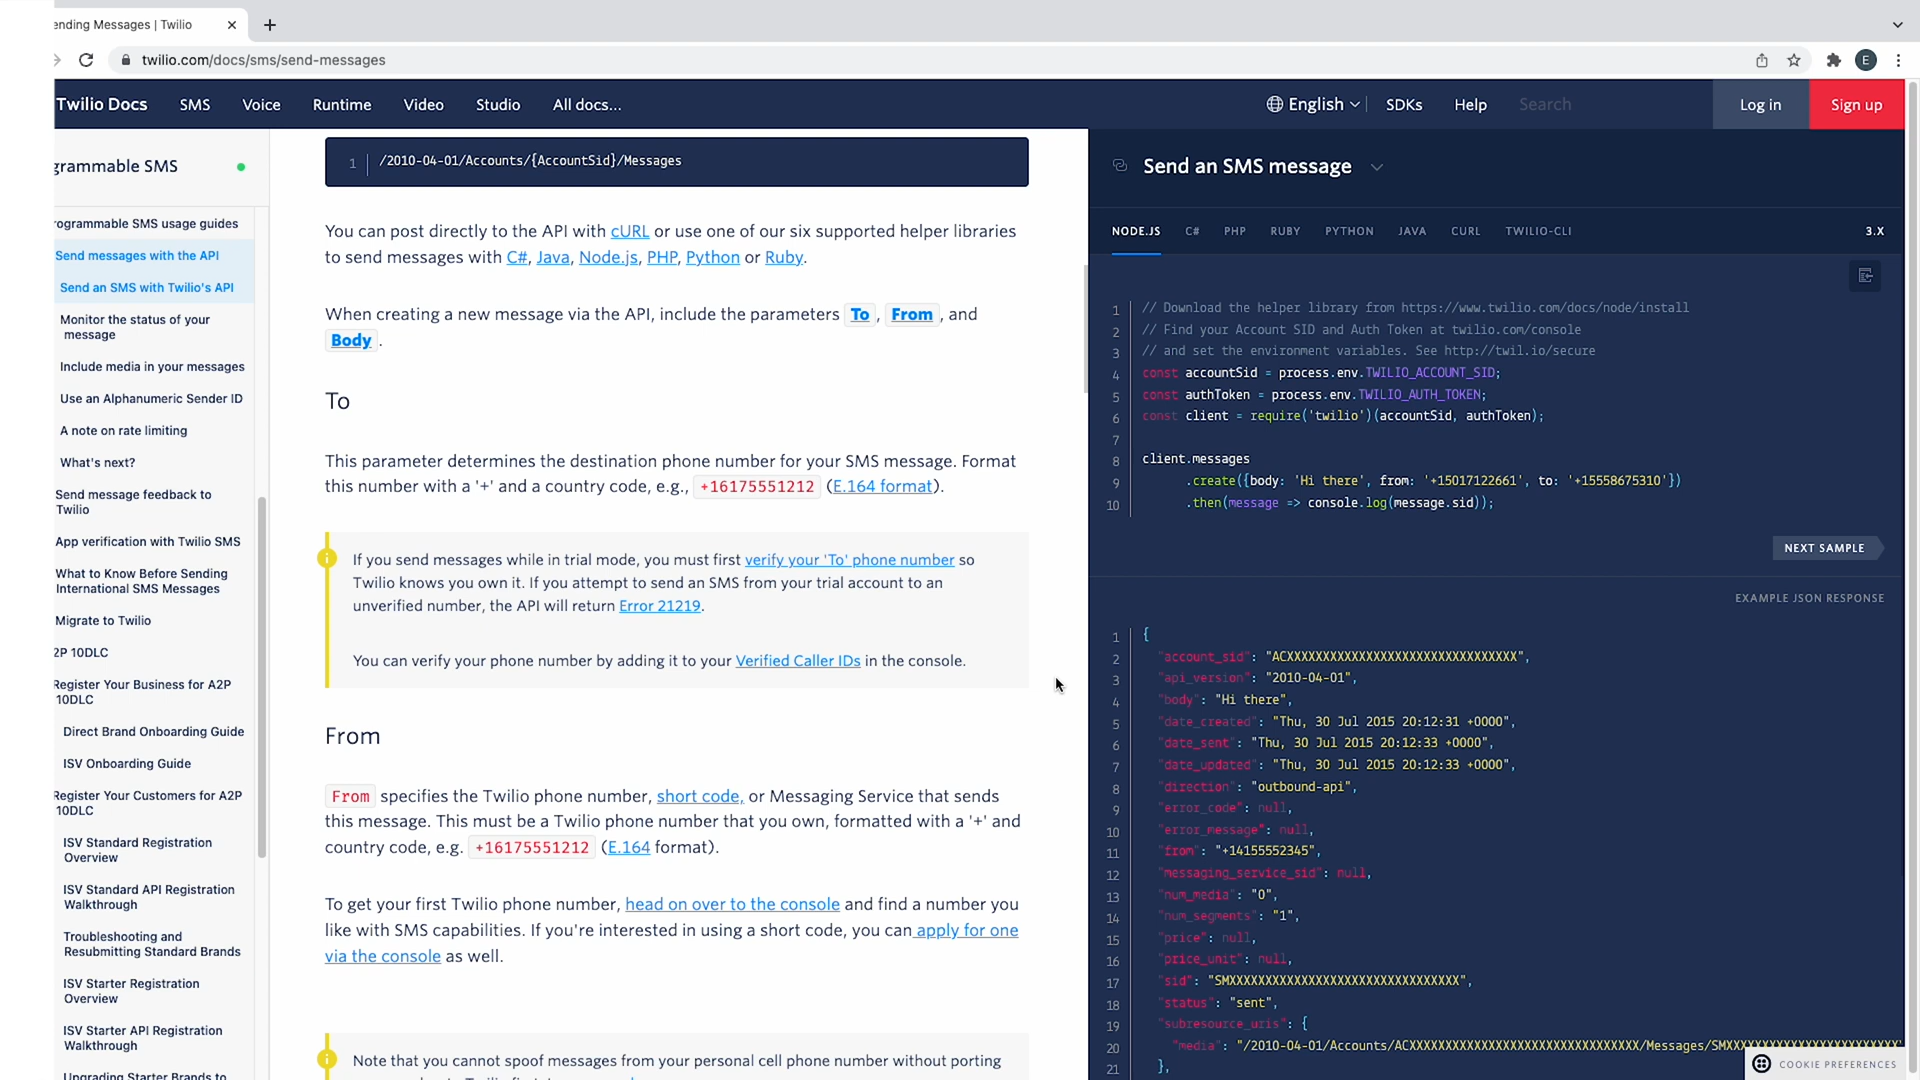 ending Messages | Twilio
twilio.com/docs/sms/send-messages
E
Twilio Docs SMS Voice Runtime Video Studio All docs... English SDKs Help Search Log in Sign up
grammable SMS
rogrammable SMS usage guides
Send messages with the API
Send an SMS with Twilio's API
Monitor the status of your
message
Include media in your messages
Use an Alphanumeric Sender ID
A note on rate limiting
What's next?
Send message feedback to
Twilio
App verification with Twilio SMS
What to Know Before Sending
International SMS Messages
Migrate to Twilio
2P 10DLC
Register Your Business for A2P
10DLC
Direct Brand Onboarding Guide
ISV Onboarding Guide
Register Your Customers for A2P
10DLC
ISV Standard Registration
Overview
ISV Standard API Registration
Walkthrough
Troubleshooting and
Resubmitting Standard Brands
ISV Starter Registration
Overview
ISV Starter API Registration
Walkthrough
Upgrading Starter Brands to
1 /2010-04-01/Accounts/{AccountSid}/Messages
You can post directly to the API with cURL or use one of our six supported helper libraries
to send messages with C#, Java, Node.js, PHP, Python or Ruby.
When creating a new message via the API, include the parameters To , From , and
Body .
To
This parameter determines the destination phone number for your SMS message. Format
this number with a '+' and a country code, e.g., +16175551212 (E.164 format).
If you send messages while in trial mode, you must first verify your 'To' phone number so
Twilio knows you own it. If you attempt to send an SMS from your trial account to an
unverified number, the API will return Error 21219.
You can verify your phone number by adding it to your Verified Caller IDs in the console.
From
From specifies the Twilio phone number, short code, or Messaging Service that sends
this message. This must be a Twilio phone number that you own, formatted with a '+' and
country code, e.g. +16175551212 (E.164 format).
To get your first Twilio phone number, head on over to the console and find a number you
like with SMS capabilities. If you're interested in using a short code, you can apply for one
via the console as well.
Note that you cannot spoof messages from your personal cell phone number without porting
Send an SMS message
NODE.JS C# PHP RUBY PYTHON JAVA CURL TWILIO-CLI 3.X
1 // Download the helper library from https://www.twilio.com/docs/node/install
2 // Find your Account SID and Auth Token at twilio.com/console
3 // and set the environment variables. See http://twil.io/secure
4 const accountSid = process.env.TWILIO_ACCOUNT_SID;
5 const authToken = process.env.TWILIO_AUTH_TOKEN;
6 const client = require('twilio')(accountSid, authToken);
7
8 client.messages
9 .create({body: 'Hi there', from: '+15017122661', to: '+15558675310'})
10 .then(message => console.log(message.sid));
NEXT SAMPLE
EXAMPLE JSON RESPONSE
1 {
2 "account_sid": "ACXXXXXXXXXXXXXXXXXXXXXXXXXXXXXXXX",
3 "api_version": "2010-04-01",
4 "body": "Hi there",
5 "date_created": "Thu, 30 Jul 2015 20:12:31 +0000",
6 "date_sent": "Thu, 30 Jul 2015 20:12:33 +0000",
7 "date_updated": "Thu, 30 Jul 2015 20:12:33 +0000",
8 "direction": "outbound-api",
9 "error_code": null,
10 "error_message": null,
11 "from": "+14155552345",
12 "messaging_service_sid": null,
13 "num_media": "0",
14 "num_segments": "1",
15 "price": null,
16 "price_unit": null,
17 "sid": "SMXXXXXXXXXXXXXXXXXXXXXXXXXXXXXXXX",
18 "status": "sent",
19 "subresource_uris": {
20 "media": "/2010-04-01/Accounts/ACXXXXXXXXXXXXXXXXXXXXXXXXXXXXXXXX/Messages/SMXXXXXXXXXXXXXXXXXXXXXXXX
21 },
COOKIE PREFERENCES